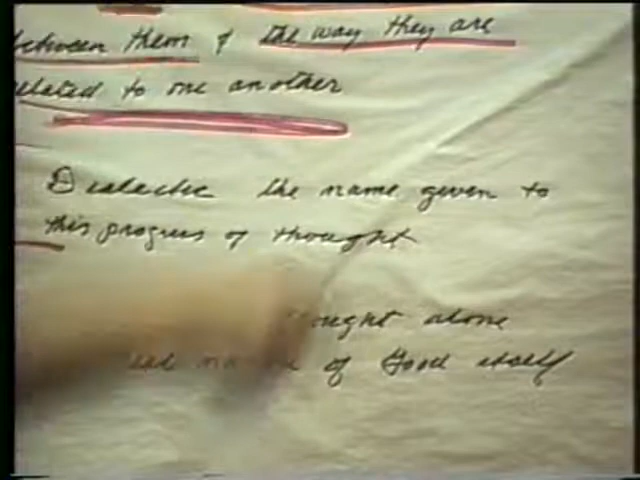 between them & the way they are
related to one another
Dialectic the name given to
this progress of thought
thought alone
of Good itself